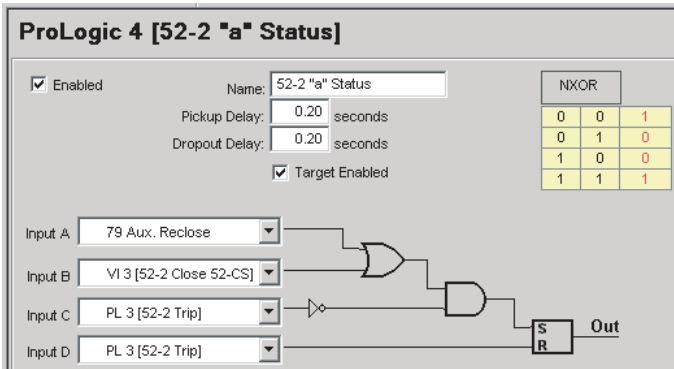 ProLogic 4 [52-2 "a" Status]
Enabled
Name: 52-2 "a" Status
Pickup Delay: 0.20 seconds
Dropout Delay: 0.20 seconds
Target Enabled
NXOR
0 0 1
0 1 0
1 0 0
1 1 1
Input A 79 Aux. Reclose
Input B VI 3 [52-2 Close 52-CS]
Input C PL 3 [52-2 Trip]
Input D PL 3 [52-2 Trip]
S
R
Out